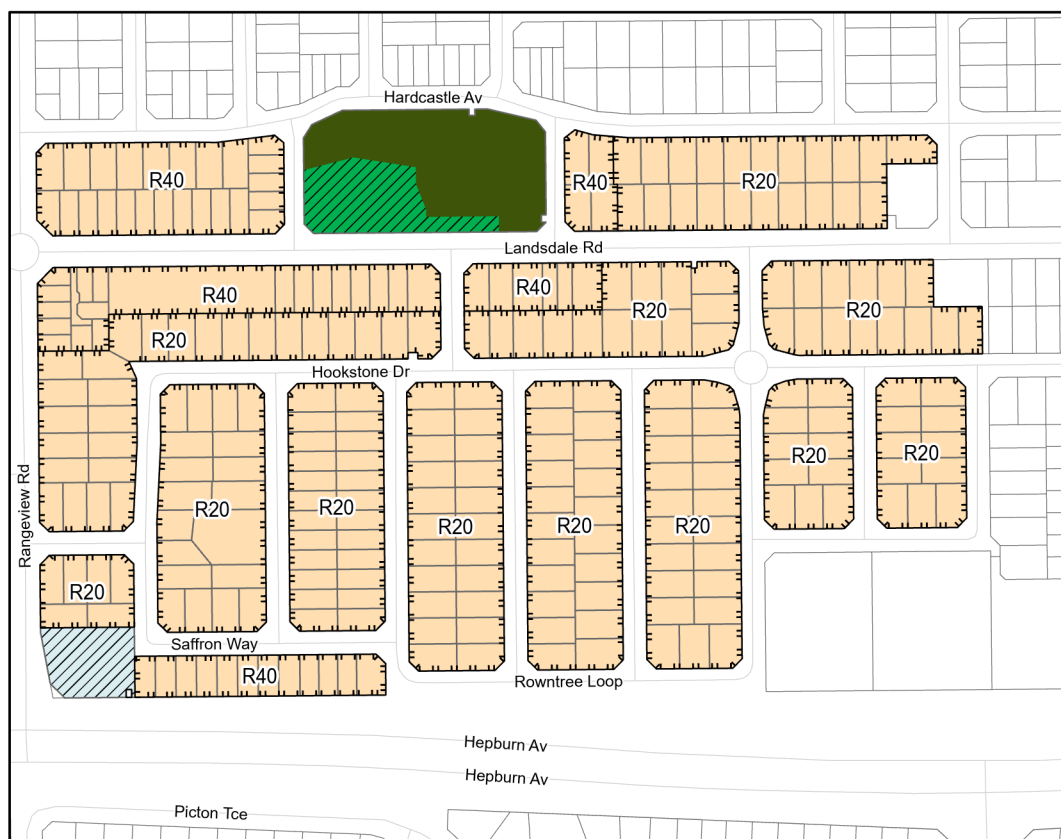 Hardcastle Av
R40
R40
R20
Landsdale Rd
R40
R40
R20
R20
R20
Hookstone Dr
R20
R20
Rangeview Rd
R20
R20
R20
R20
R20
R20
Saffron Way
R40
Rowntree Loop
Hepburn Av
Hepburn Av
Picton Tce